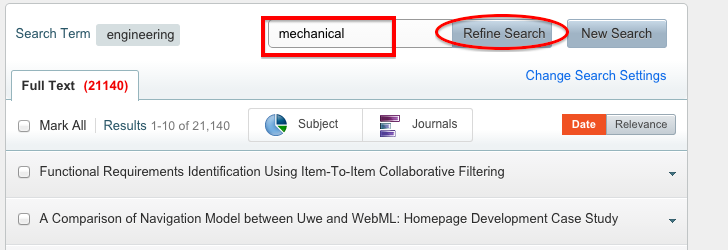 Search Term engineering mechanical Refine Search New Search
Change Search Settings
Full Text (21140)
Mark All Results 1-10 of 21,140 Subject Journals Date Relevance
Functional Requirements Identification Using Item-To-Item Collaborative Filtering
A Comparison of Navigation Model between Uwe and WebML: Homepage Development Case Study